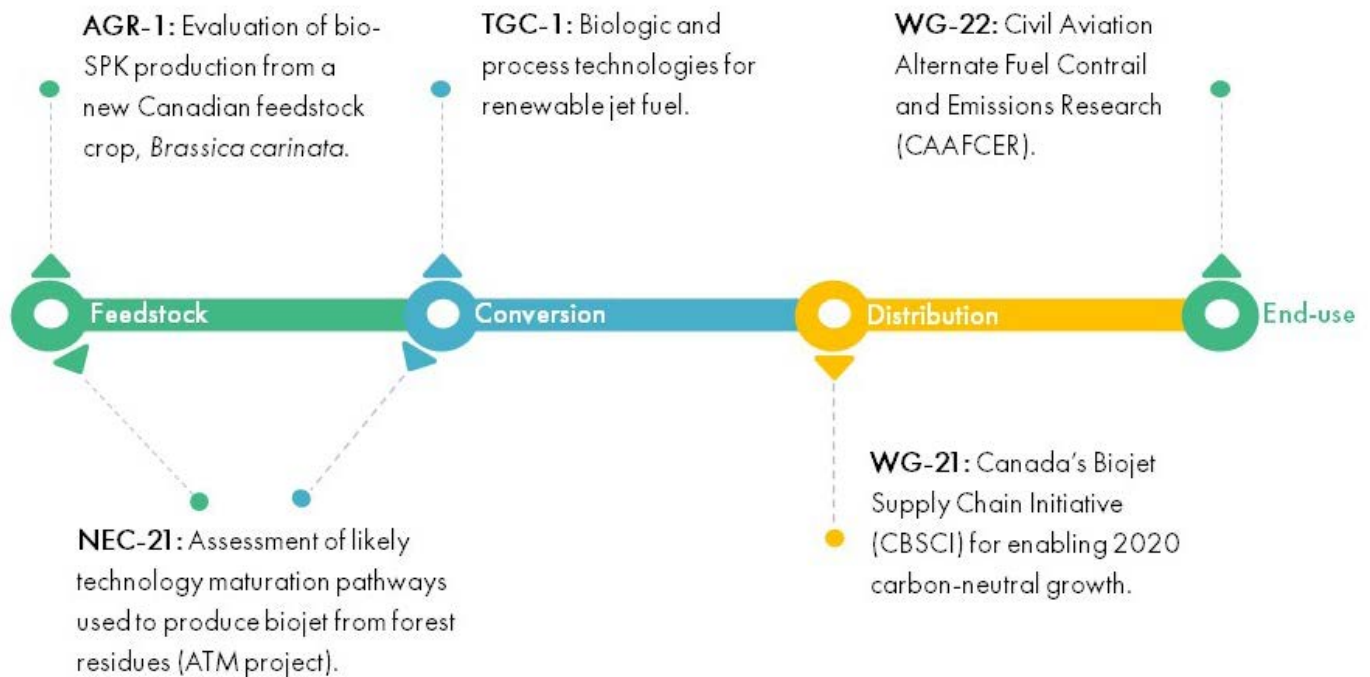 AGR-1: Evaluation of bio-
SPK production from a
new Canadian feedstock
crop, Brassica carinata.
TGC-1: Biologic and
process technologies for
renewable jet fuel.
WG-22: Civil Aviation
Alternate Fuel Contrail
and Emissions Research
(CAAFCER).
Feedstock
Conversion
Distribution
End-use
NEC-21: Assessment of likely
technology maturation pathways
used to produce biojet from forest
residues (ATM project).
WG-21: Canada's Biojet
Supply Chain Initiative
(CBSCI) for enabling 2020
carbon-neutral growth.